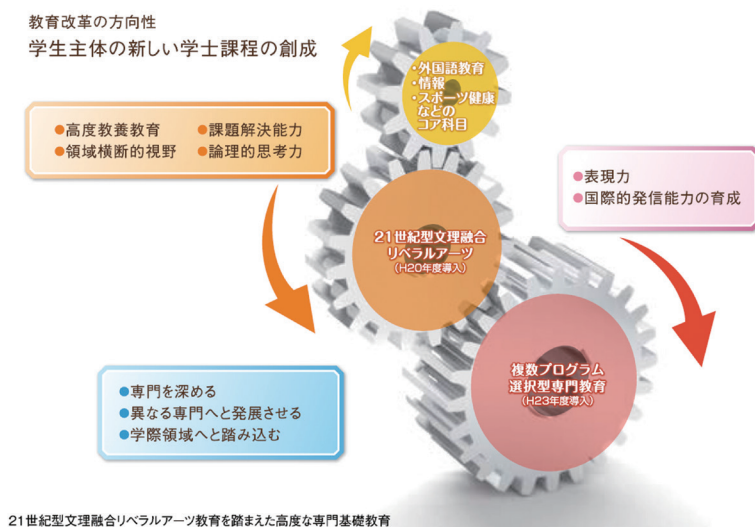 教育改革の方向性
学生主体の新しい学士課程の創成
・外国語教育
・情報
・スポーツ健康
などの
コア科目
●高度教養教育 ●課題解決能力
●領域横断的視野 ●論理的思考力
●表現力
●国際的発信能力の育成
21世紀型文理融合
リベラルアーツ
(H20年度導入)
複数プログラム
選択型専門教育
(H23年度導入)
●専門を深める
●異なる専門へと発展させる
●学際領域へと踏み込む
21世紀型文理融合リベラルアーツ教育を踏まえた高度な専門基礎教育